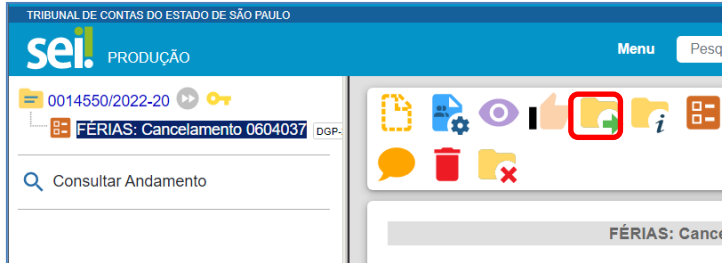 TRIBUNAL DE CONTAS DO ESTADO DE SÃO PAULO
sei! PRODUÇÃO
Menu
Pesq
0014550/2022-20
FÉRIAS: Cancelamento 0604037 DGP-
Consultar Andamento
FÉRIAS: Cance